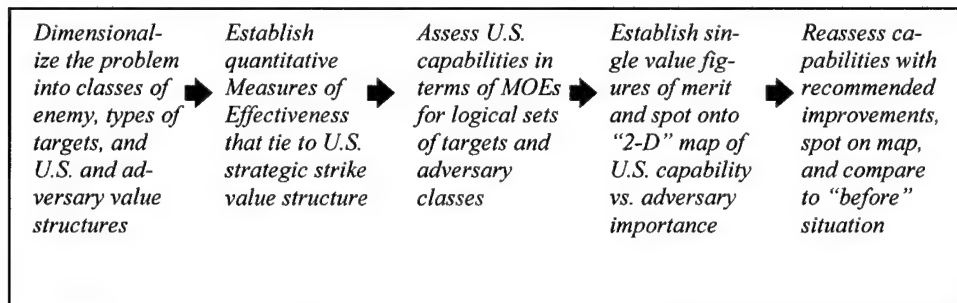 Dimensional-
ize the problem
into classes of
enemy, types of
targets, and
U.S. and ad-
versary value
structures
Establish
quantitative
Measures of
Effectiveness
that tie to U.S.
strategic strike
value structure
Assess U.S.
capabilities in
terms of MOEs
for logical sets
of targets and
adversary
classes
Establish sin-
gle value fig-
ures of merit
and spot onto
"2-D" map of
U.S. capability
vs. adversary
importance
Reassess ca-
pabilities with
recommended
improvements,
spot on map,
and compare
to "before"
situation